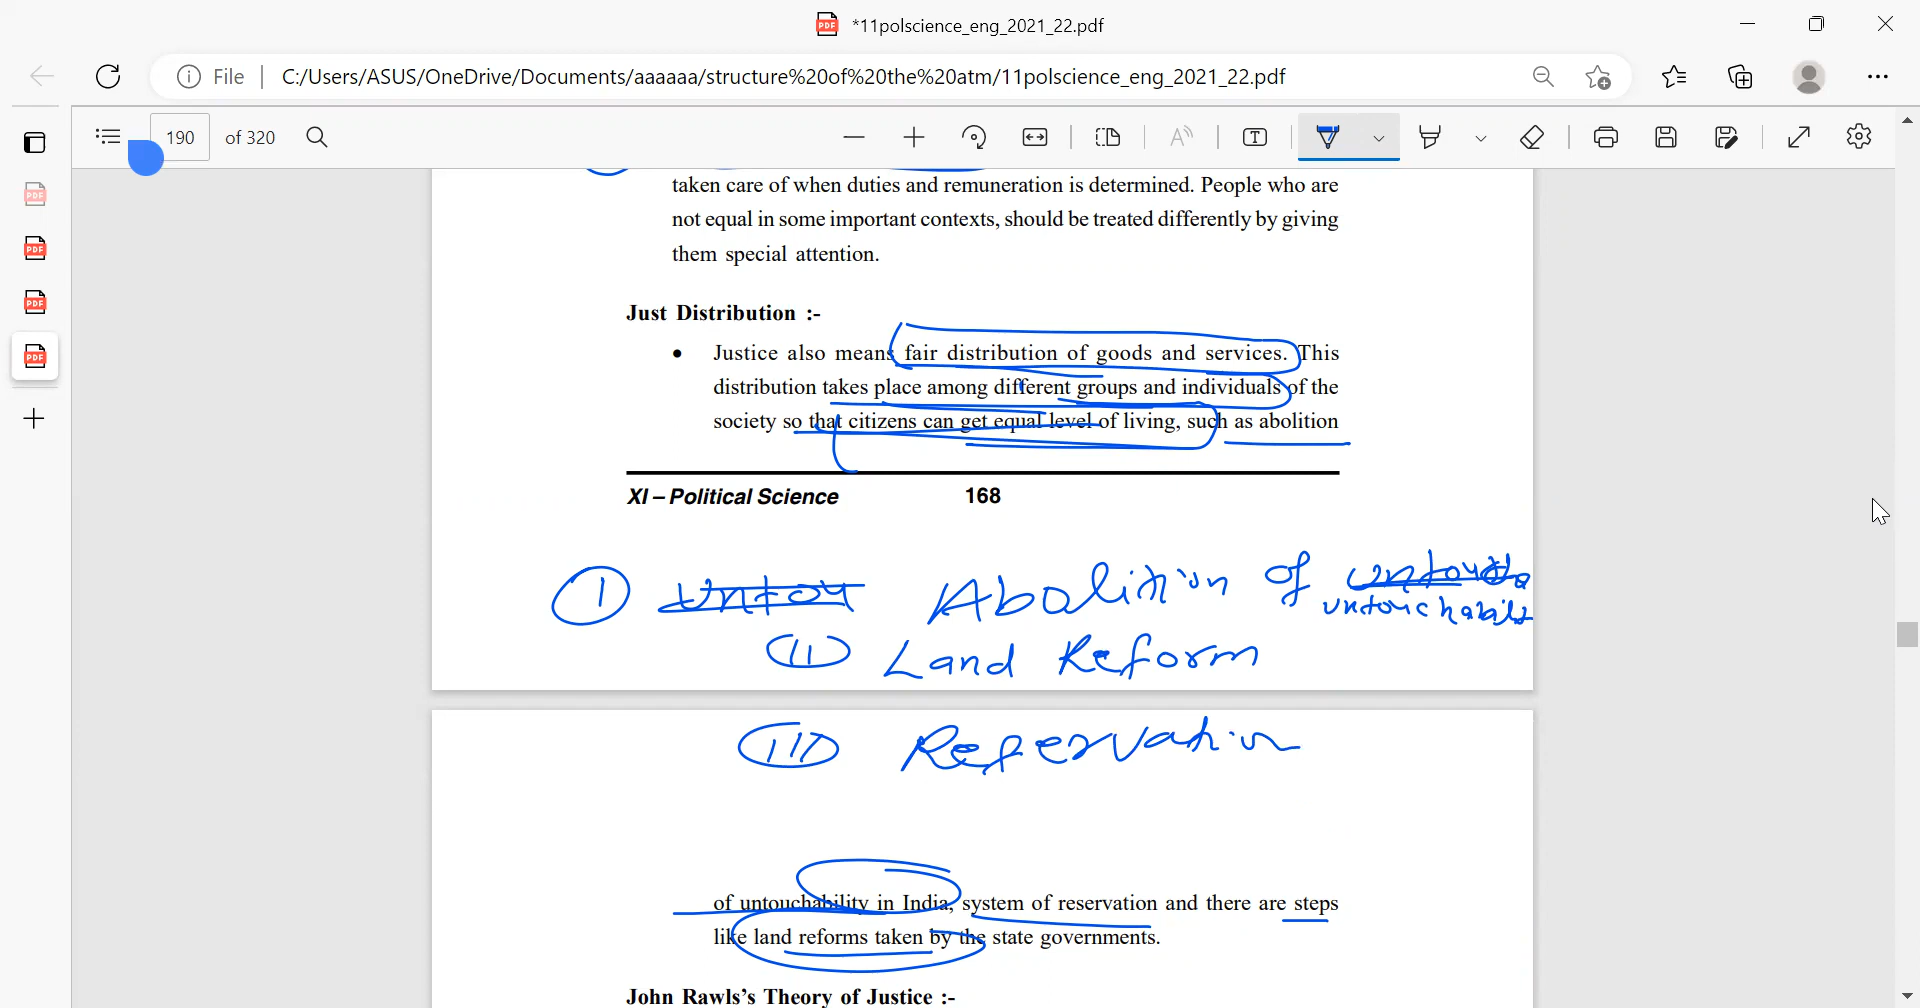 *11polscience_eng_2021_22.pdf
File
C:/Users/ASUS/OneDrive/Documents/aaaaaa/structure%20of%20the%20atm/11polscience_eng_2021_22.pdf
190 of 320
taken care of when duties and remuneration is determined. People who are
not equal in some important contexts, should be treated differently by giving
them special attention.
Just Distribution :-
• Justice also means fair distribution of goods and services. This
distribution takes place among different groups and individuals of the
society so that citizens can get equal level of living, such as abolition
XI – Political Science 168
I Untou Abolition of untoucha
untouchabilit
II Land Reform
III Reservation
of untouchability in India, system of reservation and there are steps
like land reforms taken by the state governments.
John Rawls's Theory of Justice :-